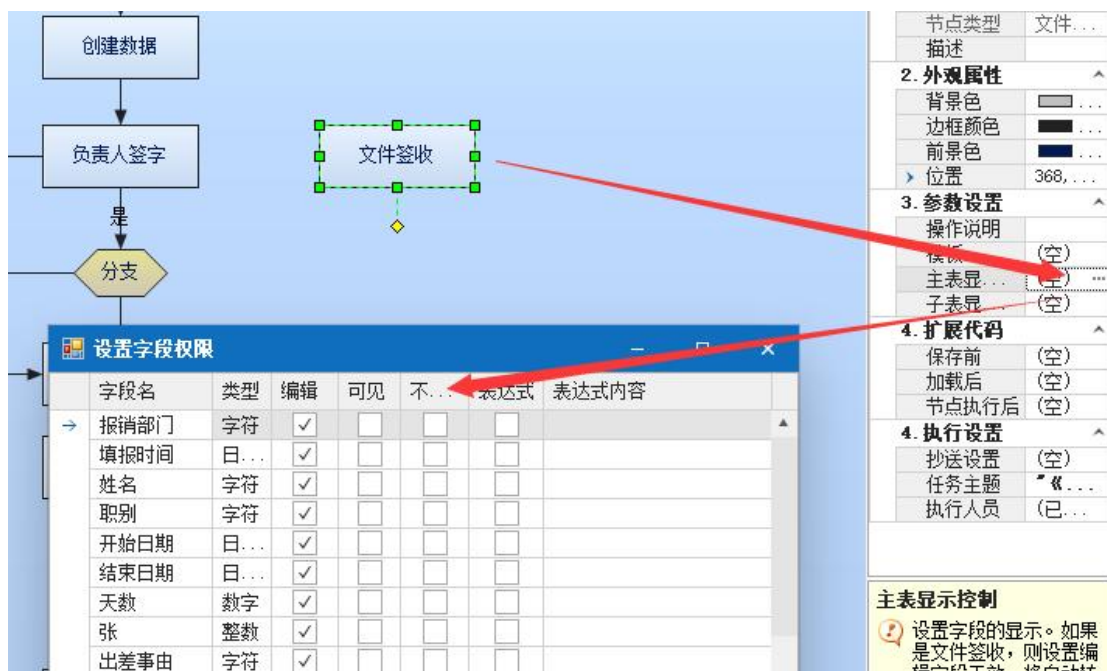 创建数据
负责人签字
是
分支
文件签收
节点类型 文件...
描述
2.外观属性
背景色 ...
边框颜色 ...
前景色 ...
位置 368,...
3.参数设置
操作说明
模板 (空)
主表显... (空) ...
子表显... (空)
4.扩展代码
保存前 (空)
加载后 (空)
节点执行后 (空)
4.执行设置
抄送设置 (空)
任务主题 "《...
执行人员 (已...
设置字段权限
字段名 类型 编辑 可见 不... 表达式 表达式内容
报销部门 字符
填报时间 日...
姓名 字符
职别 字符
开始日期 日...
结束日期 日...
天数 数字
张 整数
出差事由 字符
主表显示控制
设置字段的显示。如果
是文件签收，则设置编